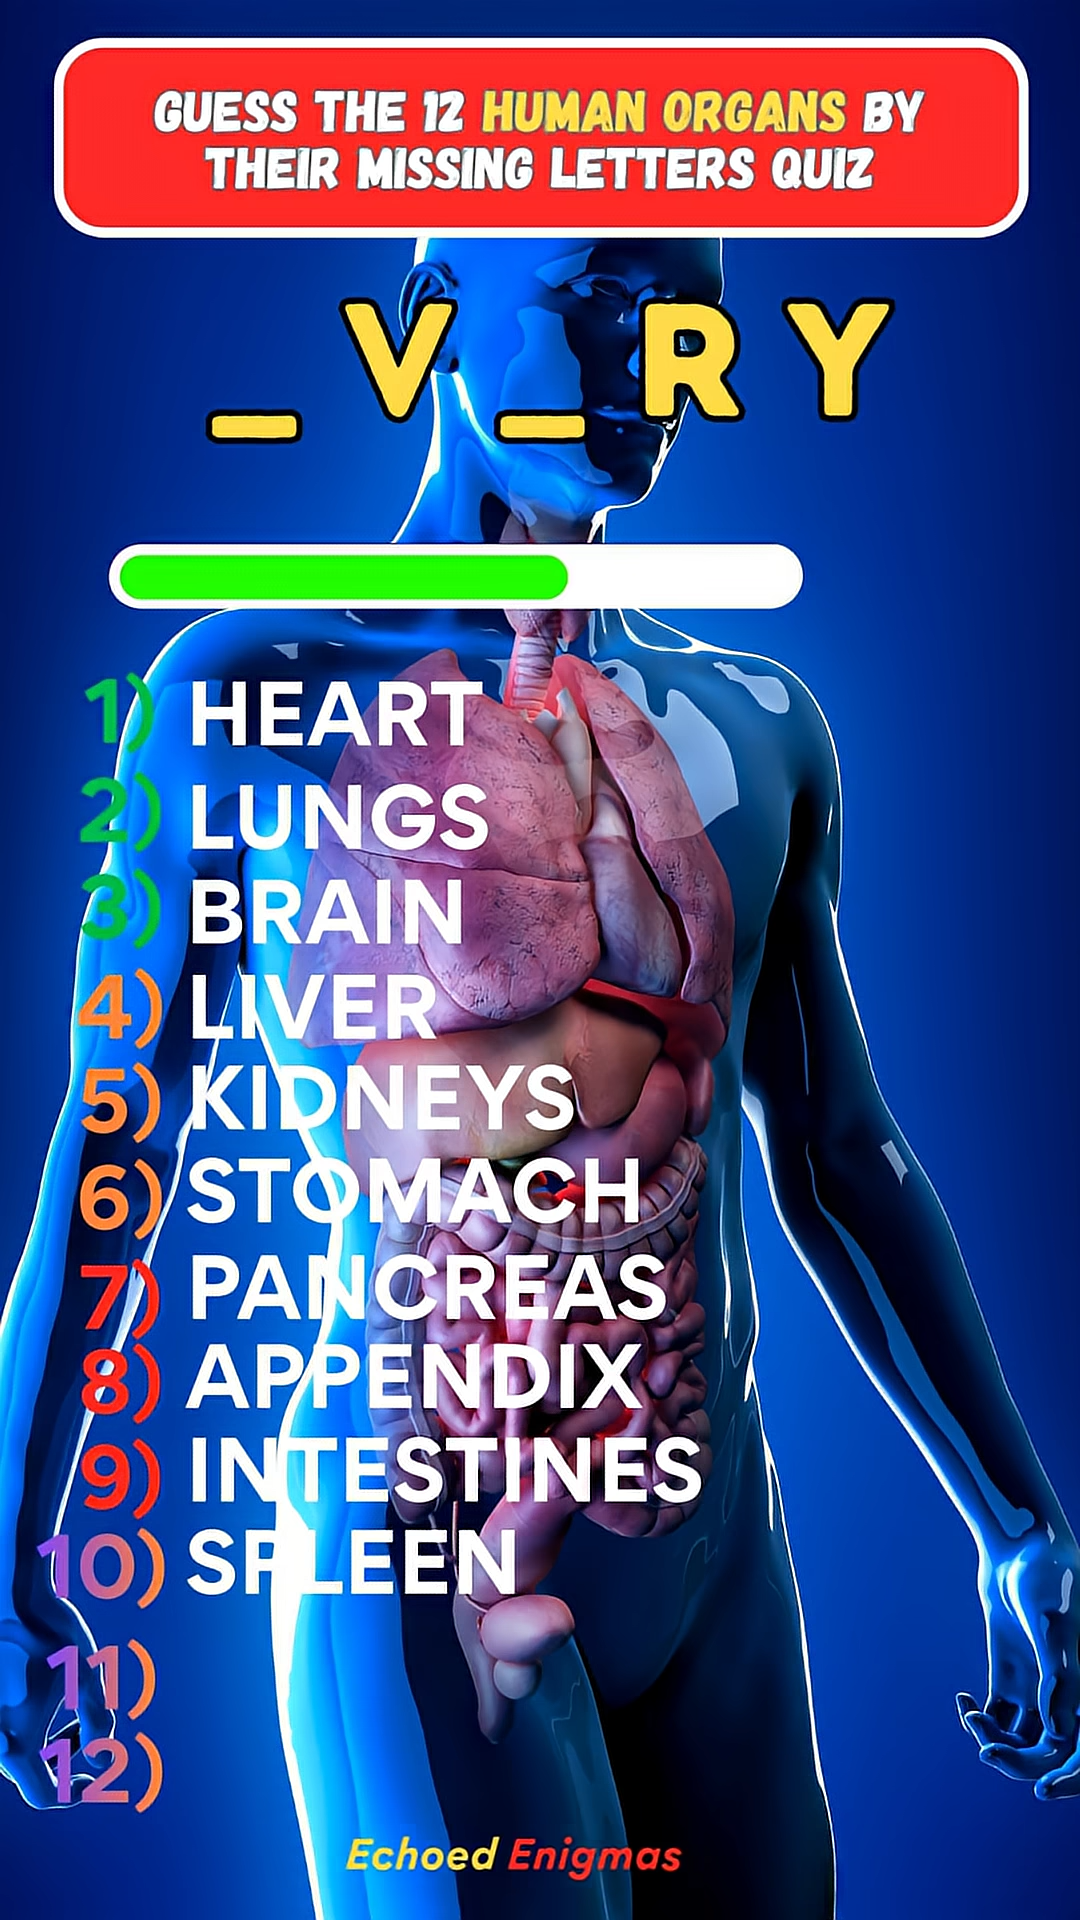 GUESS THE 12 HUMAN ORGANS BY
THEIR MISSING LETTERS QUIZ
_ V _ R Y
1) HEART
2) LUNGS
3) BRAIN
4) LIVER
5) KIDNEYS
6) STOMACH
7) PANCREAS
8) APPENDIX
9) INTESTINES
10) SPLEEN
11)
12)
Echoed Enigmas